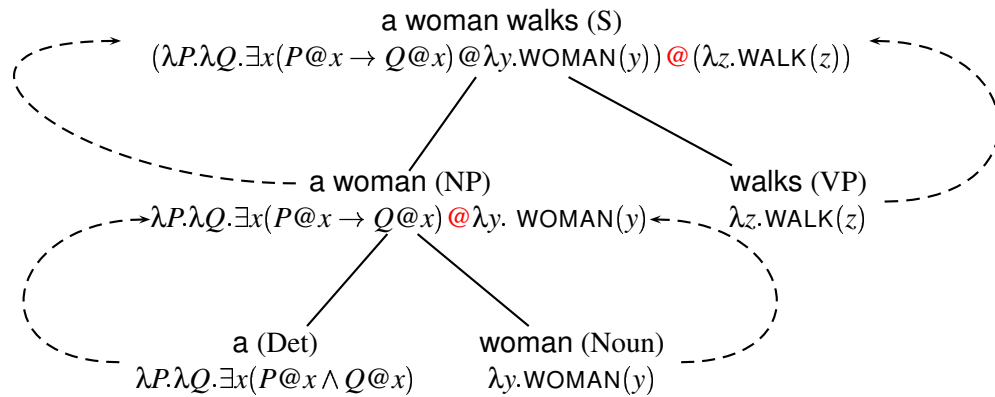 a woman walks (S)
(λP.λQ.∃x(P@x → Q@x)@λy.WOMAN(y))@(λz.WALK(z))
a woman (NP) walks (VP)
λP.λQ.∃x(P@x → Q@x)@λy. WOMAN(y) λz.WALK(z)
a (Det) woman (Noun)
λP.λQ.∃x(P@x ∧ Q@x) λy.WOMAN(y)